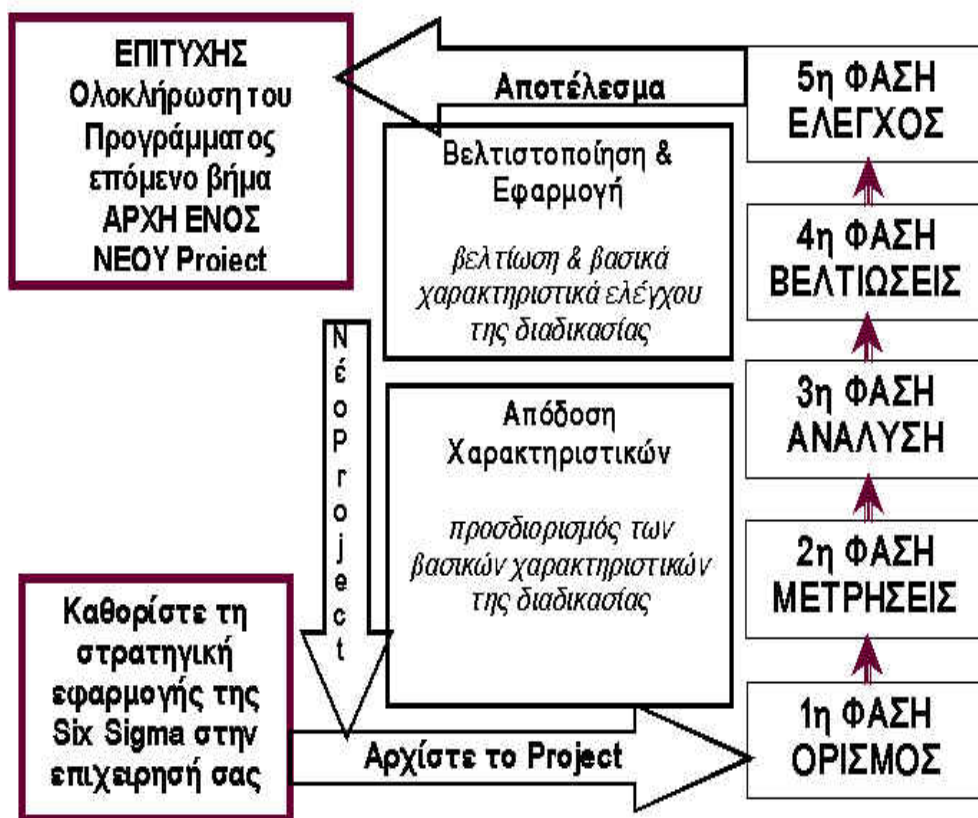 ΕΠΙΤΥΧΗΣ
Ολοκλήρωση του
Προγράμματος
επόμενο βήμα
ΑΡΧΗ ΕΝΟΣ
ΝΕΟΥ Project
Αποτέλεσμα
5η ΦΑΣΗ
ΕΛΕΓΧΟΣ
Βελτιστοποίηση &
Εφαρμογή
βελτίωση & βασικά
χαρακτηριστικά ελέγχου
της διαδικασίας
4η ΦΑΣΗ
ΒΕΛΤΙΩΣΕΙΣ
ΝέοProject
Απόδοση
Χαρακτηριστικών
προσδιορισμός των
βασικών χαρακτηριστικών
της διαδικασίας
3η ΦΑΣΗ
ΑΝΑΛΥΣΗ
2η ΦΑΣΗ
ΜΕΤΡΗΣΕΙΣ
Καθορίστε τη
στρατηγική
εφαρμογής της
Six Sigma στην
επιχειρησή σας
Αρχίστε το Project
1η ΦΑΣΗ
ΟΡΙΣΜΟΣ